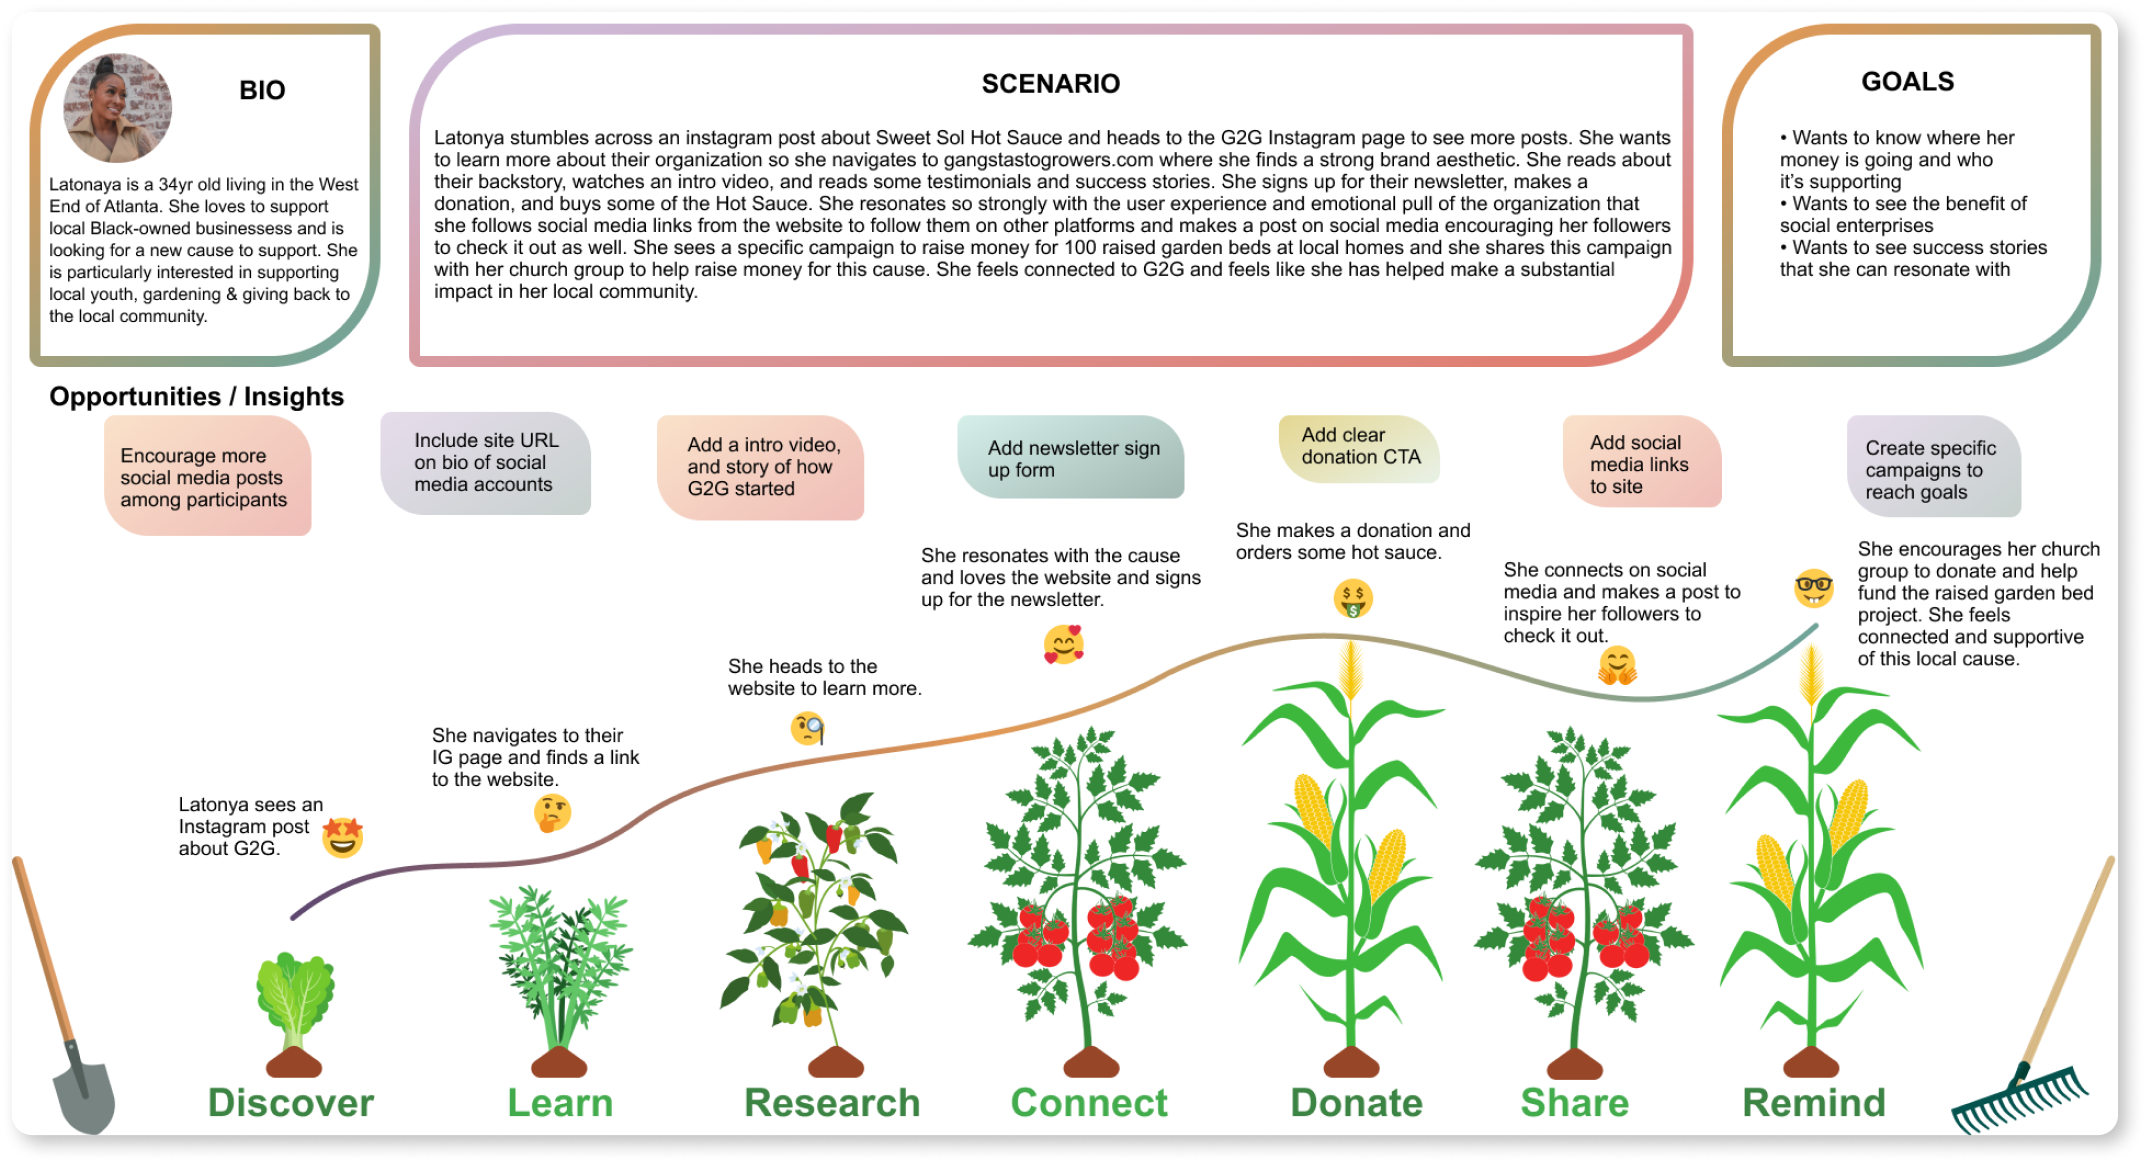 BIO
Latonaya is a 34yr old living in the West
End of Atlanta. She loves to support
local Black-owned businessess and is
looking for a new cause to support. She
is particularly interested in supporting
local youth, gardening & giving back to
the local community.
SCENARIO
Latonya stumbles across an instagram post about Sweet Sol Hot Sauce and heads to the G2G Instagram page to see more posts. She wants
to learn more about their organization so she navigates to gangstastogrowers.com where she finds a strong brand aesthetic. She reads about
their backstory, watches an intro video, and reads some testimonials and success stories. She signs up for their newsletter, makes a
donation, and buys some of the Hot Sauce. She resonates so strongly with the user experience and emotional pull of the organization that
she follows social media links from the website to follow them on other platforms and makes a post on social media encouraging her followers
to check it out as well. She sees a specific campaign to raise money for 100 raised garden beds at local homes and she shares this campaign
with her church group to help raise money for this cause. She feels connected to G2G and feels like she has helped make a substantial
impact in her local community.
GOALS
• Wants to know where her
money is going and who
it's supporting
• Wants to see the benefit of
social enterprises
• Wants to see success stories
that she can resonate with
Opportunities / Insights
Encourage more
social media posts
among participants
Include site URL
on bio of social
media accounts
Add a intro video,
and story of how
G2G started
Add newsletter sign
up form
Add clear
donation CTA
Add social
media links
to site
Create specific
campaigns to
reach goals
Latonya sees an
Instagram post
about G2G.
She navigates to their
IG page and finds a link
to the website.
She heads to the
website to learn more.
She resonates with the cause
and loves the website and signs
up for the newsletter.
She makes a donation and
orders some hot sauce.
She connects on social
media and makes a post to
inspire her followers to
check it out.
She encourages her church
group to donate and help
fund the raised garden bed
project. She feels
connected and supportive
of this local cause.
Discover
Learn
Research
Connect
Donate
Share
Remind